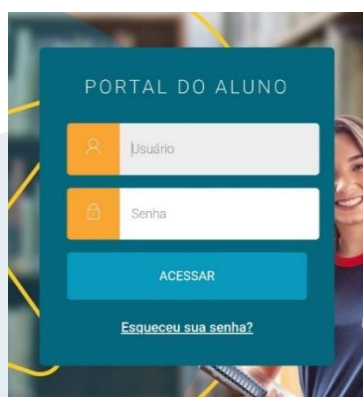 PORTAL DO ALUNO
Usuário
Senha
ACESSAR
Esqueceu sua senha?